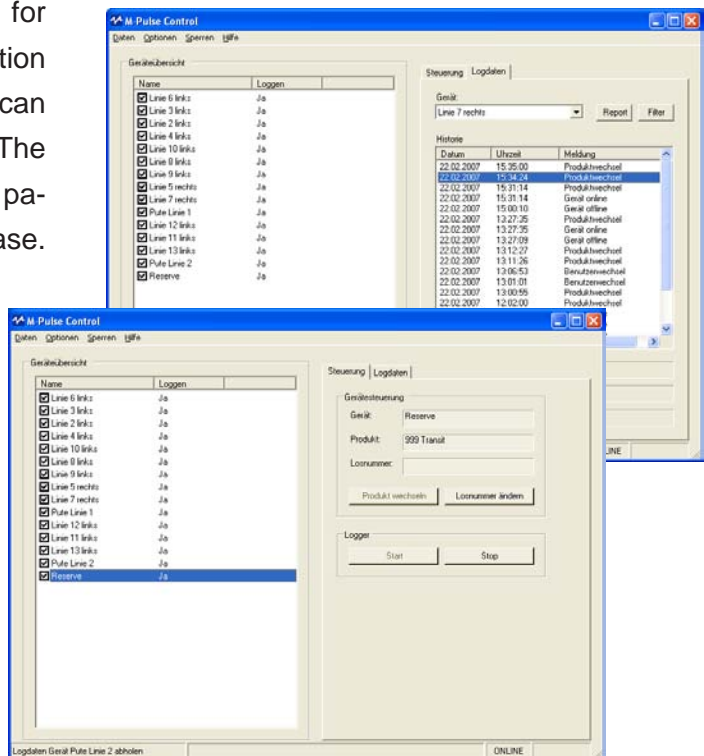 for
tion
can
The
pa-
ase.
M-Pulse Control
Daten Optionen Sperren Hilfe
Geräteübersicht
Name Loggen
Linie 6 links Ja
Linie 3 links Ja
Linie 2 links Ja
Linie 4 links Ja
Linie 10 links Ja
Linie 8 links Ja
Linie 9 links Ja
Linie 5 rechts Ja
Linie 7 rechts Ja
Pute Linie 1 Ja
Linie 12 links Ja
Linie 11 links Ja
Linie 13 links Ja
Pute Linie 2 Ja
Reserve Ja
Steuerung Logdaten
Gerät:
Linie 7 rechts Report Filter
Historie
Datum Uhrzeit Meldung
22.02.2007 15:35:00 Produktwechsel
22.02.2007 15:34:24 Produktwechsel
22.02.2007 15:31:14 Produktwechsel
22.02.2007 15:31:14 Gerät online
22.02.2007 15:00:10 Gerät offline
22.02.2007 13:27:35 Produktwechsel
22.02.2007 13:27:35 Gerät online
22.02.2007 13:27:09 Gerät offline
22.02.2007 13:12:27 Produktwechsel
22.02.2007 13:11:26 Produktwechsel
22.02.2007 13:06:53 Benutzerwechsel
22.02.2007 13:01:01 Benutzerwechsel
22.02.2007 13:00:55 Produktwechsel
22.02.2007 12:02:00 Produktwechsel
LINE
M-Pulse Control
Daten Optionen Sperren Hilfe
Geräteübersicht
Name Loggen
Linie 6 links Ja
Linie 3 links Ja
Linie 2 links Ja
Linie 4 links Ja
Linie 10 links Ja
Linie 8 links Ja
Linie 9 links Ja
Linie 5 rechts Ja
Linie 7 rechts Ja
Pute Linie 1 Ja
Linie 12 links Ja
Linie 11 links Ja
Linie 13 links Ja
Pute Linie 2 Ja
Reserve Ja
Steuerung Logdaten
Gerätesteuerung
Gerät: Reserve
Produkt: 999 Transit
Losnummer:
Produkt wechseln Losnummer ändern
Logger
Start Stop
Logdaten Gerät Pute Linie 2 abholen ONLINE